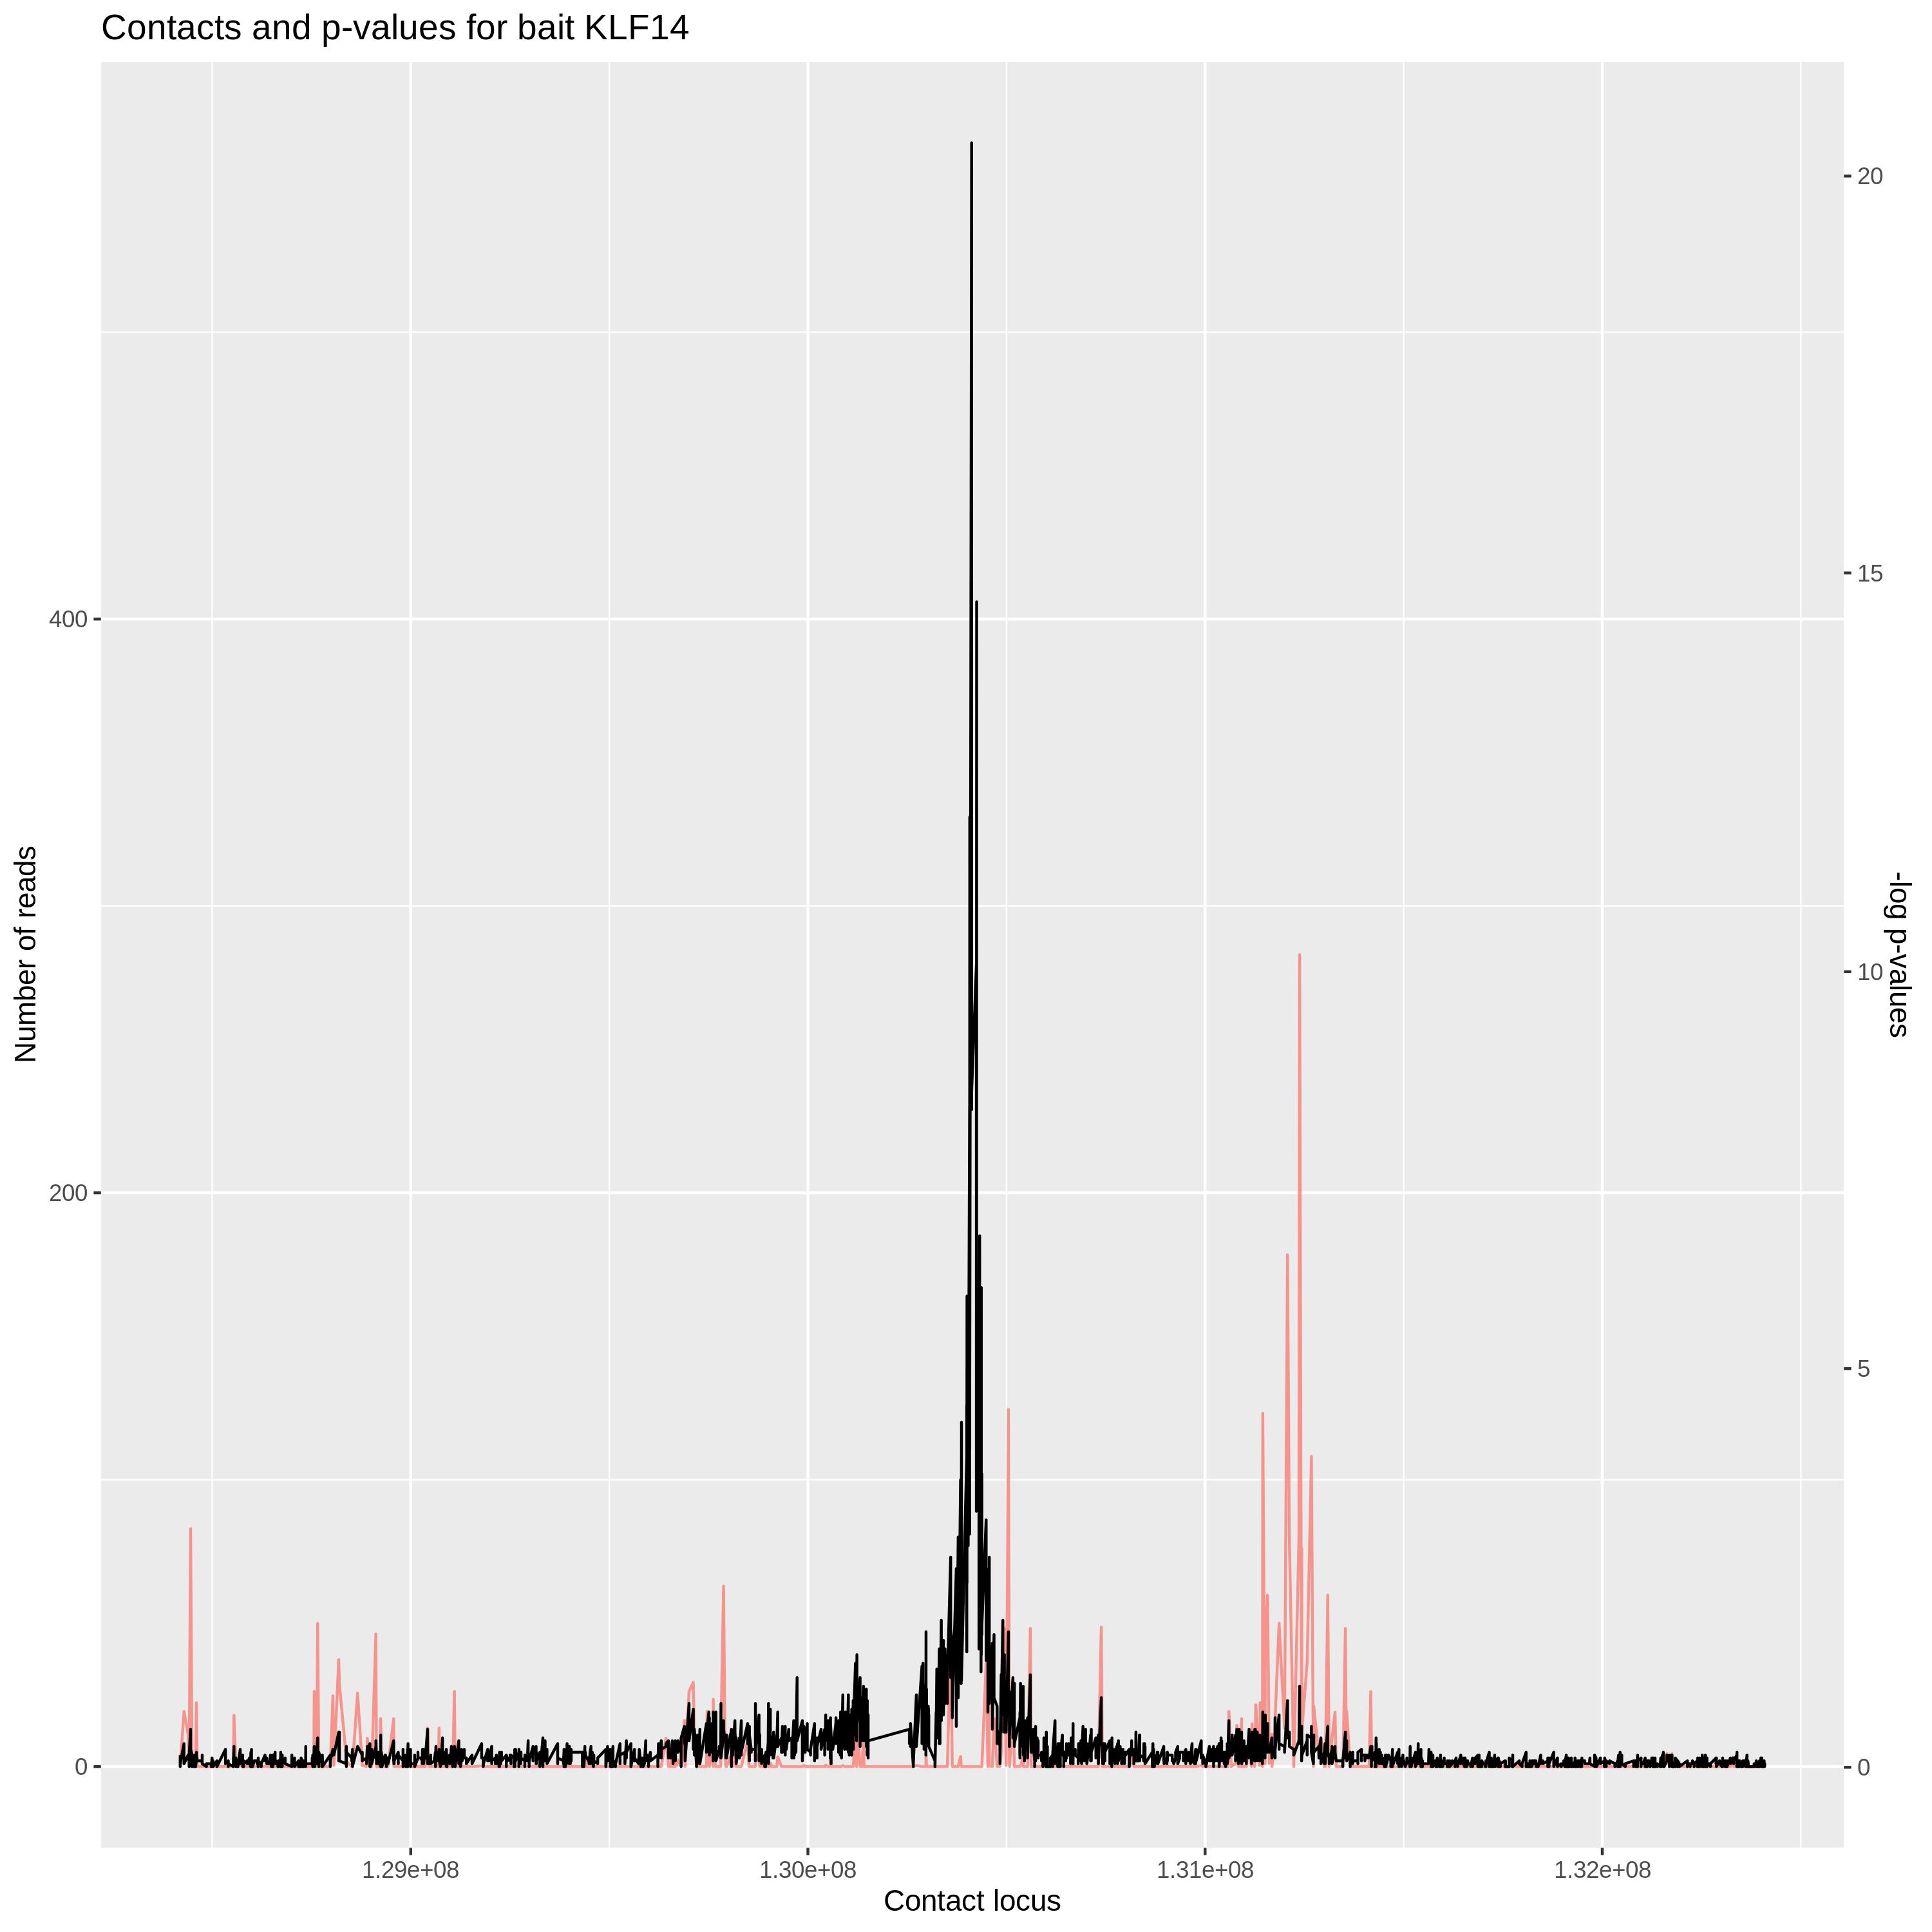 Contacts and p-values for bait KLF14
Number of reads
400
200
0
20
15
10
5
0
-log p-values
1.29e+08
1.30e+08
1.31e+08
1.32e+08
Contact locus